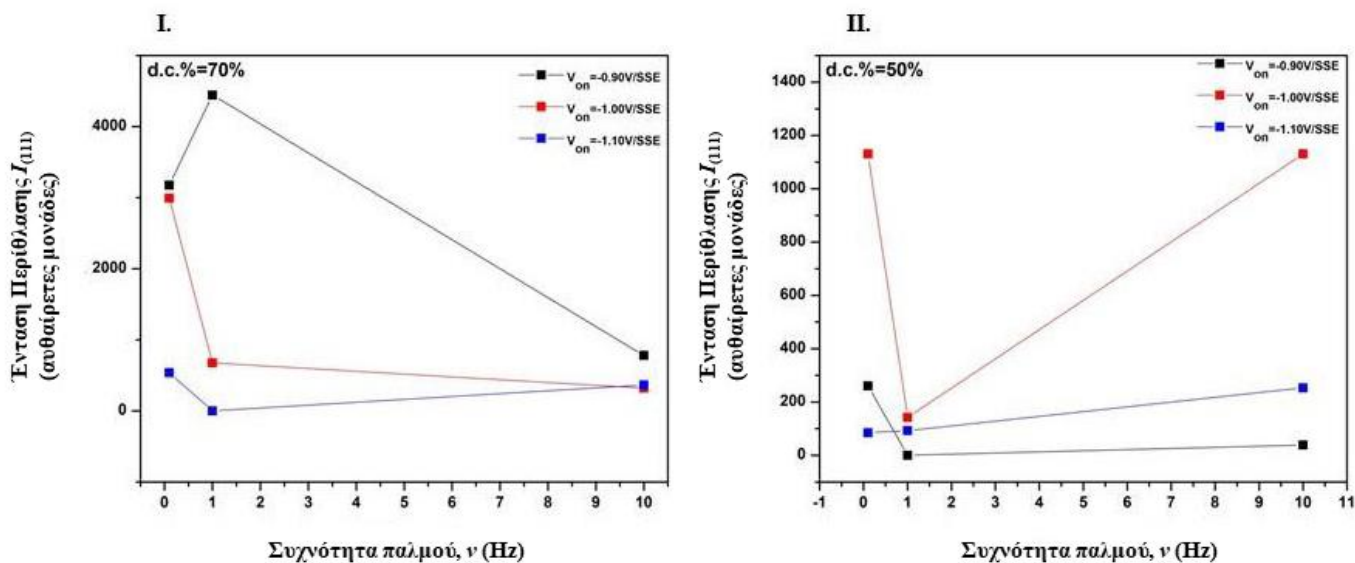 I.
d.c.%=70%
V_on=-0.90V/SSE
V_on=-1.00V/SSE
V_on=-1.10V/SSE
Ένταση Περίθλασης I_(111)
(αυθαίρετες μονάδες)
4000
2000
0
0 1 2 3 4 5 6 7 8 9 10
Συχνότητα παλμού, ν (Hz)
II.
d.c.%=50%
V_on=-0.90V/SSE
V_on=-1.00V/SSE
V_on=-1.10V/SSE
Ένταση Περίθλασης I_(111)
(αυθαίρετες μονάδες)
1400
1200
1000
800
600
400
200
0
-1 0 1 2 3 4 5 6 7 8 9 10 11
Συχνότητα παλμού, ν (Hz)